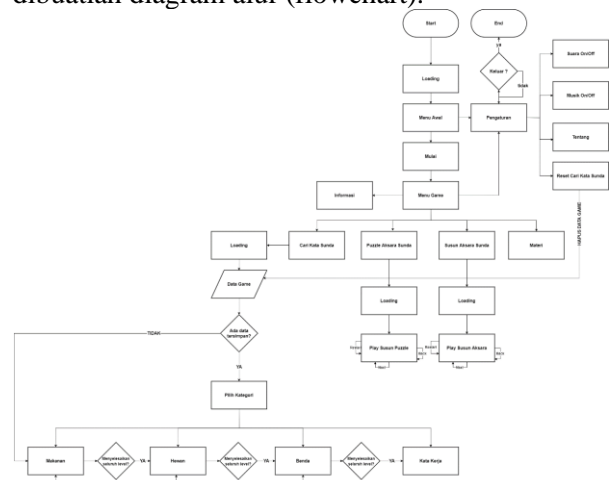 dibuatlah diagram alur (flowchart).
Start
End
Ya
Keluar ?
Tidak
Loading
Menu Awal
Pengaturan
Suara On/Off
Musik On/Off
Tentang
Reset Cari Kata Sunda
Mulai
Informasi
Menu Game
HAPUS DATA GAME
Loading
Cari Kata Sunda
Puzzle Aksara Sunda
Susun Aksara Sunda
Materi
Data Game
Loading
Loading
TIDAK
Ada data
tersimpan?
Play Susun Puzzle
Play Susun Aksara
Next
Next
YA
Pilih Kategori
Makanan
Menyelesaikan
seluruh level?
YA
Hewan
Menyelesaikan
seluruh level?
YA
Benda
Menyelesaikan
seluruh level?
YA
Kata Kerja